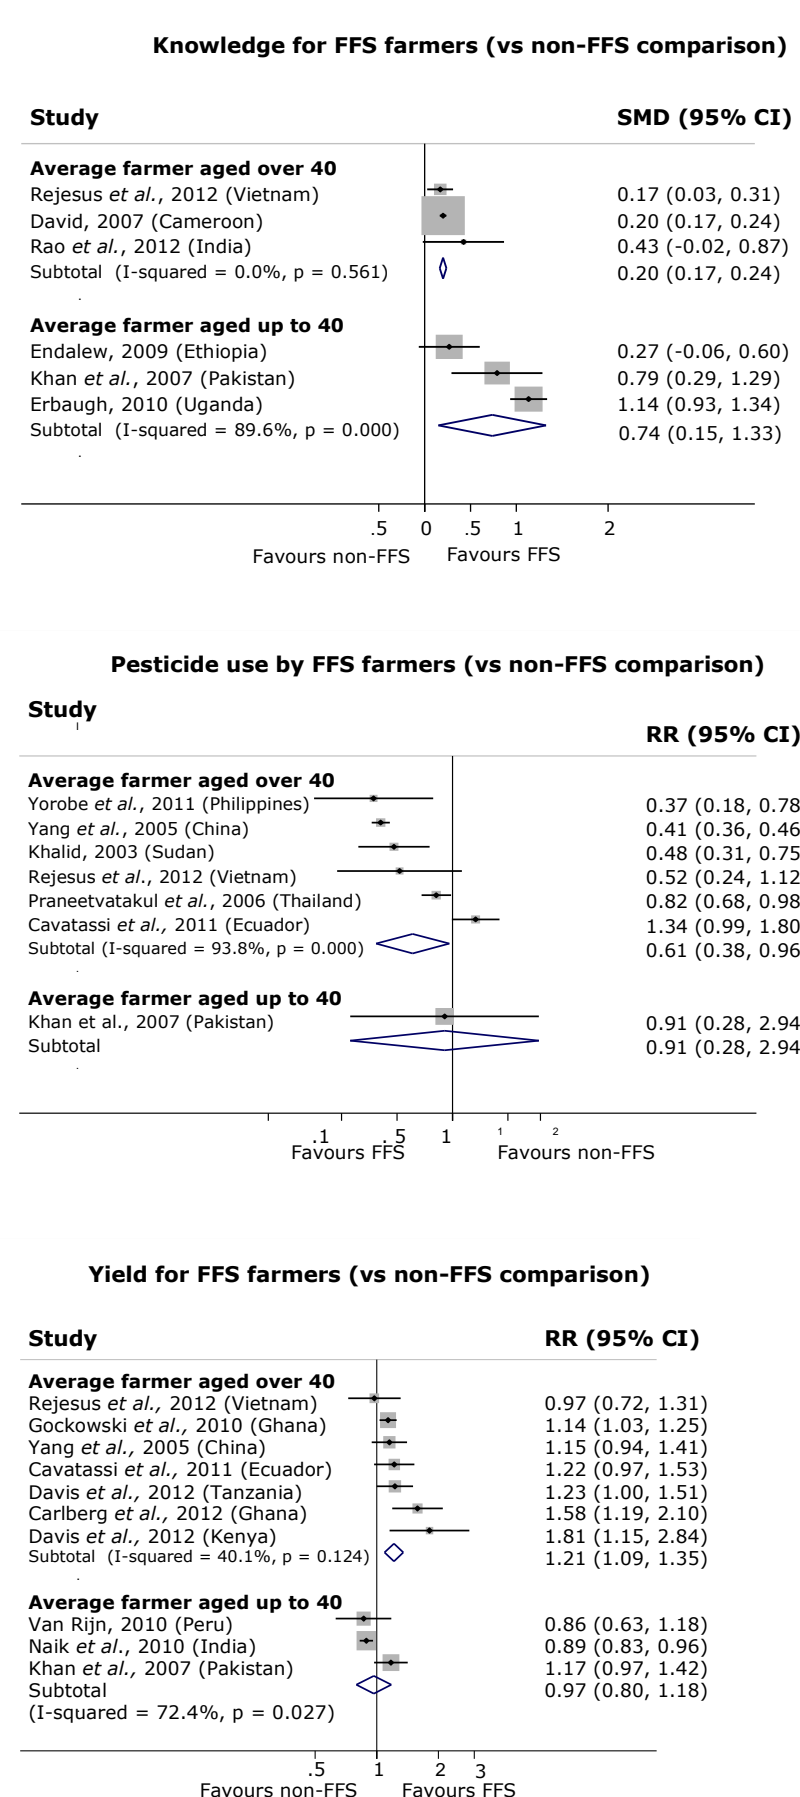 Knowledge for FFS farmers (vs non-FFS comparison)
Study SMD (95% CI)
Average farmer aged over 40
Rejesus et al., 2012 (Vietnam) 0.17 (0.03, 0.31)
David, 2007 (Cameroon) 0.20 (0.17, 0.24)
Rao et al., 2012 (India) 0.43 (-0.02, 0.87)
Subtotal (I-squared = 0.0%, p = 0.561) 0.20 (0.17, 0.24)
.
Average farmer aged up to 40
Endalew, 2009 (Ethiopia) 0.27 (-0.06, 0.60)
Khan et al., 2007 (Pakistan) 0.79 (0.29, 1.29)
Erbaugh, 2010 (Uganda) 1.14 (0.93, 1.34)
Subtotal (I-squared = 89.6%, p = 0.000) 0.74 (0.15, 1.33)
.
.5 0 .5 1 2
Favours non-FFS Favours FFS
Pesticide use by FFS farmers (vs non-FFS comparison)
Study
RR (95% CI)
Average farmer aged over 40
Yorobe et al., 2011 (Philippines) 0.37 (0.18, 0.78
Yang et al., 2005 (China) 0.41 (0.36, 0.46
Khalid, 2003 (Sudan) 0.48 (0.31, 0.75
Rejesus et al., 2012 (Vietnam) 0.52 (0.24, 1.12
Praneetvatakul et al., 2006 (Thailand) 0.82 (0.68, 0.98
Cavatassi et al., 2011 (Ecuador) 1.34 (0.99, 1.80
Subtotal (I-squared = 93.8%, p = 0.000) 0.61 (0.38, 0.96
.
Average farmer aged up to 40
Khan et al., 2007 (Pakistan) 0.91 (0.28, 2.94
Subtotal 0.91 (0.28, 2.94
.
.1 .5 1 1 2
Favours FFS Favours non-FFS
Yield for FFS farmers (vs non-FFS comparison)
Study RR (95% CI)
Average farmer aged over 40
Rejesus et al., 2012 (Vietnam) 0.97 (0.72, 1.31)
Gockowski et al., 2010 (Ghana) 1.14 (1.03, 1.25)
Yang et al., 2005 (China) 1.15 (0.94, 1.41)
Cavatassi et al., 2011 (Ecuador) 1.22 (0.97, 1.53)
Davis et al., 2012 (Tanzania) 1.23 (1.00, 1.51)
Carlberg et al., 2012 (Ghana) 1.58 (1.19, 2.10)
Davis et al., 2012 (Kenya) 1.81 (1.15, 2.84)
Subtotal (I-squared = 40.1%, p = 0.124) 1.21 (1.09, 1.35)
.
Average farmer aged up to 40
Van Rijn, 2010 (Peru) 0.86 (0.63, 1.18)
Naik et al., 2010 (India) 0.89 (0.83, 0.96)
Khan et al., 2007 (Pakistan) 1.17 (0.97, 1.42)
Subtotal 0.97 (0.80, 1.18)
(I-squared = 72.4%, p = 0.027)
.5 1 2 3
Favours non-FFS Favours FFS